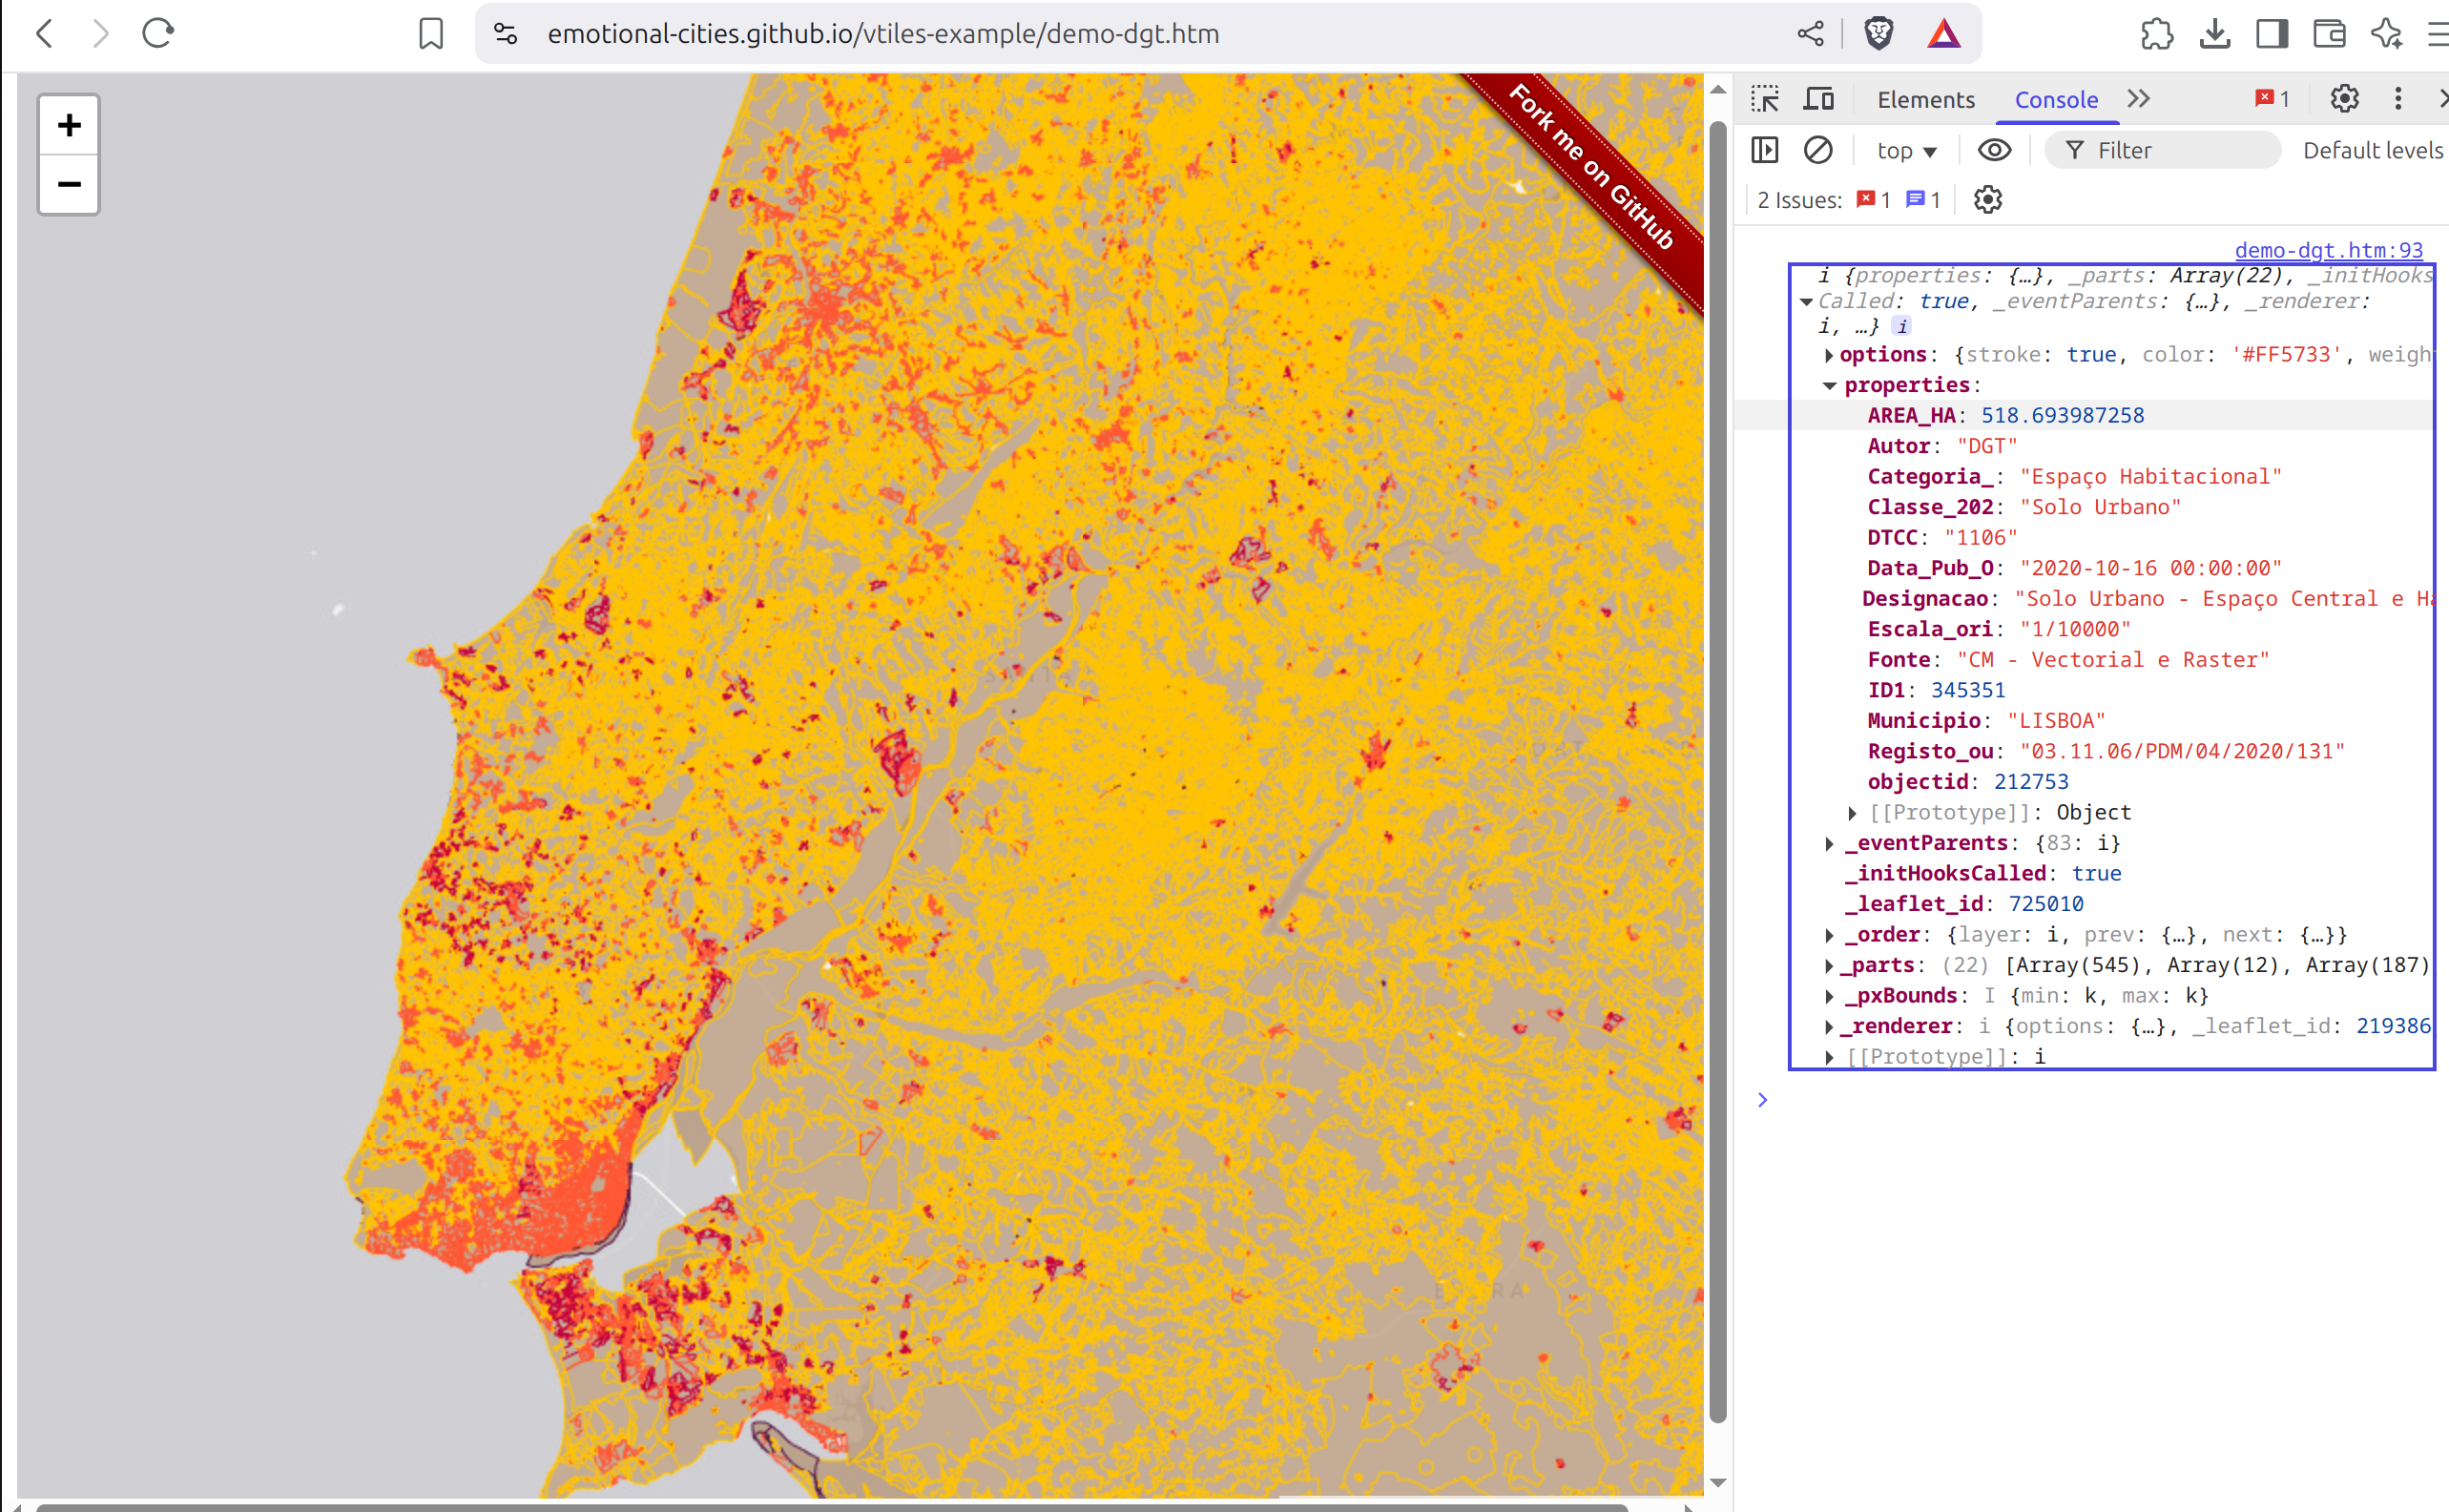 emotional-cities.github.io/vtiles-example/demo-dgt.htm
+
−
Fork me on GitHub
Elements Console 1
top Filter Default levels
2 Issues: 1 1
demo-dgt.htm:93
i {properties: {…}, _parts: Array(22), _initHooks
Called: true, _eventParents: {…}, _renderer:
i, …} i
options: {stroke: true, color: '#FF5733', weigh
properties:
AREA_HA: 518.693987258
Autor: "DGT"
Categoria_: "Espaço Habitacional"
Classe_202: "Solo Urbano"
DTCC: "1106"
Data_Pub_O: "2020-10-16 00:00:00"
Designacao: "Solo Urbano - Espaço Central e Ha
Escala_ori: "1/10000"
Fonte: "CM - Vectorial e Raster"
ID1: 345351
Municipio: "LISBOA"
Registo_ou: "03.11.06/PDM/04/2020/131"
objectid: 212753
[[Prototype]]: Object
_eventParents: {83: i}
_initHooksCalled: true
_leaflet_id: 725010
_order: {layer: i, prev: {…}, next: {…}}
_parts: (22) [Array(545), Array(12), Array(187)
_pxBounds: I {min: k, max: k}
_renderer: i {options: {…}, _leaflet_id: 219386
[[Prototype]]: i